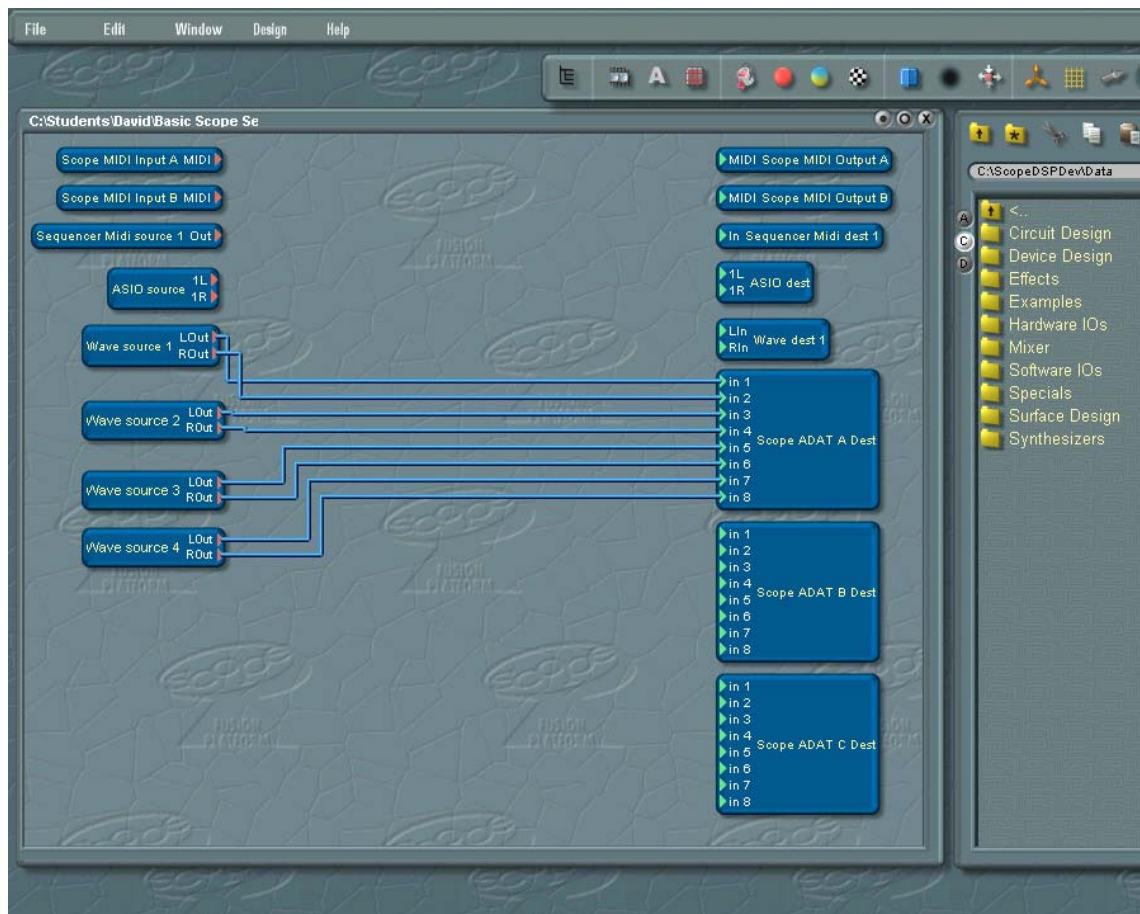 File Edit Window Design Help
A
C:\Students\David\Basic Scope Se
X
Scope MIDI Input A MIDI
Scope MIDI Input B MIDI
Sequencer Midi source 1 Out
ASIO source 1L
1R
Wave source 1 LOut
ROut
Wave source 2 LOut
ROut
Wave source 3 LOut
ROut
Wave source 4 LOut
ROut
MIDI Scope MIDI Output A
MIDI Scope MIDI Output B
In Sequencer Midi dest 1
1L
1R
ASIO dest
LIn
RIn
Wave dest 1
in 1
in 2
in 3
in 4
in 5
in 6
in 7
in 8
Scope ADAT A Dest
in 1
in 2
in 3
in 4
in 5
in 6
in 7
in 8
Scope ADAT B Dest
in 1
in 2
in 3
in 4
in 5
in 6
in 7
in 8
Scope ADAT C Dest
C:\ScopeDSPDev\Data
A
C
D
<..
Circuit Design
Device Design
Effects
Examples
Hardware IOs
Mixer
Software IOs
Specials
Surface Design
Synthesizers
scope
FUSION
PLATFORM